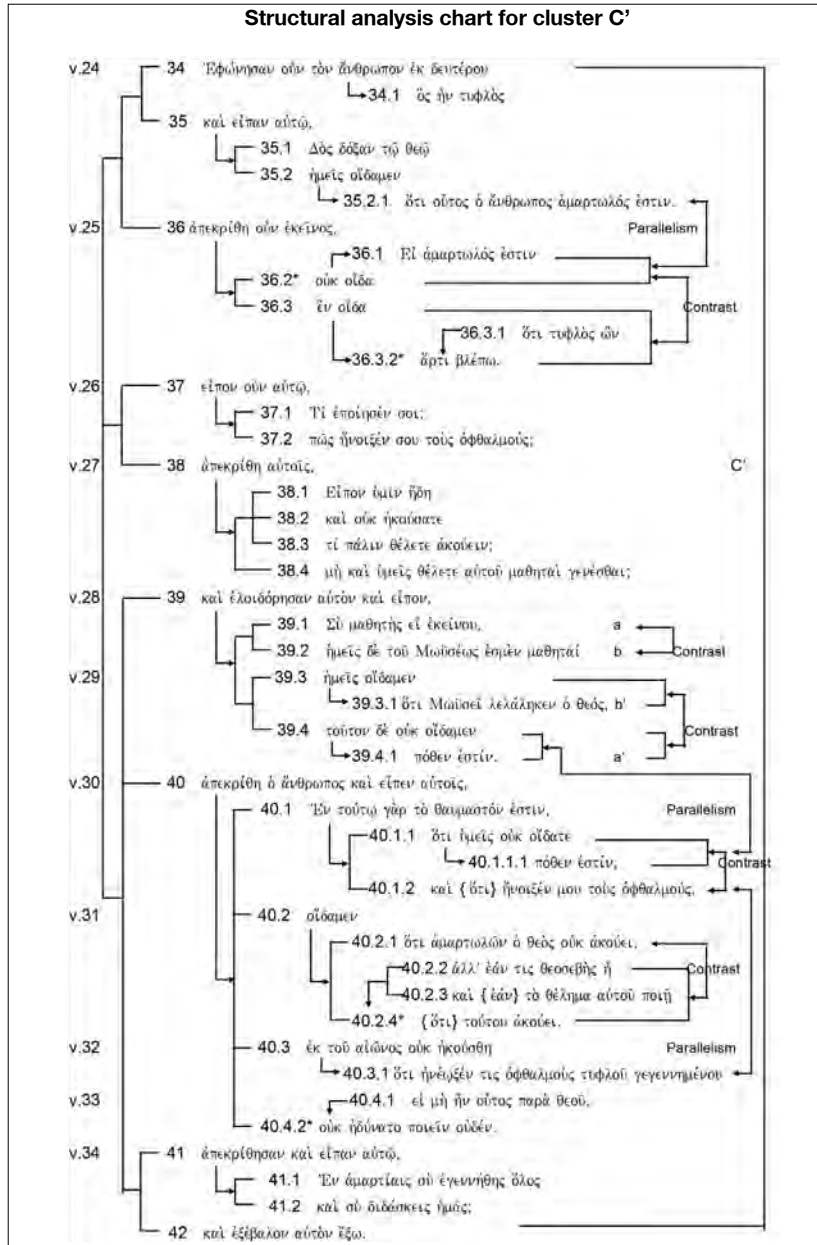 Structural analysis chart for cluster C'
v.24 34 Ἐφώνησαν οὖν τὸν ἄνθρωπον ἐκ δευτέρου
34.1 ὃς ἦν τυφλὸς
35 καὶ εἶπαν αὐτῷ,
35.1 Δὸς δόξαν τῷ θεῷ
35.2 ἡμεῖς οἴδαμεν
35.2.1 ὅτι οὗτος ὁ ἄνθρωπος ἁμαρτωλός ἐστιν.
v.25 36 ἀπεκρίθη οὖν ἐκεῖνος, Parallelism
36.1 Εἰ ἁμαρτωλός ἐστιν
36.2* οὐκ οἶδα
36.3 ἓν οἶδα Contrast
36.3.1 ὅτι τυφλὸς ὢν
36.3.2* ἄρτι βλέπω.
v.26 37 εἶπον οὖν αὐτῷ,
37.1 Τί ἐποίησέν σοι;
37.2 πῶς ἤνοιξέν σου τοὺς ὀφθαλμούς;
v.27 38 ἀπεκρίθη αὐτοῖς, C'
38.1 Εἶπον ὑμῖν ἤδη
38.2 καὶ οὐκ ἠκούσατε
38.3 τί πάλιν θέλετε ἀκούειν;
38.4 μὴ καὶ ὑμεῖς θέλετε αὐτοῦ μαθηταὶ γενέσθαι;
v.28 39 καὶ ἐλοιδόρησαν αὐτὸν καὶ εἶπον,
39.1 Σὺ μαθητὴς εἶ ἐκείνου, a
39.2 ἡμεῖς δὲ τοῦ Μωϋσέως ἐσμὲν μαθηταί b Contrast
v.29 39.3 ἡμεῖς οἴδαμεν
39.3.1 ὅτι Μωϋσεῖ λελάληκεν ὁ θεός, b'
39.4 τοῦτον δὲ οὐκ οἴδαμεν Contrast
39.4.1 πόθεν ἐστίν. a'
v.30 40 ἀπεκρίθη ὁ ἄνθρωπος καὶ εἶπεν αὐτοῖς,
40.1 Ἐν τούτῳ γὰρ τὸ θαυμαστόν ἐστιν, Parallelism
40.1.1 ὅτι ὑμεῖς οὐκ οἴδατε
40.1.1.1 πόθεν ἐστίν, Contrast
40.1.2 καὶ {ὅτι} ἤνοιξέν μου τοὺς ὀφθαλμούς.
v.31 40.2 οἴδαμεν
40.2.1 ὅτι ἁμαρτωλῶν ὁ θεὸς οὐκ ἀκούει,
40.2.2 ἀλλ' ἐάν τις θεοσεβὴς ᾖ Contrast
40.2.3 καὶ {ἐάν} τὸ θέλημα αὐτοῦ ποιῇ
40.2.4* {ὅτι} τούτου ἀκούει.
v.32 40.3 ἐκ τοῦ αἰῶνος οὐκ ἠκούσθη Parallelism
40.3.1 ὅτι ἠνέῳξέν τις ὀφθαλμοὺς τυφλοῦ γεγεννημένου
v.33 40.4.1 εἰ μὴ ἦν οὗτος παρὰ θεοῦ,
40.4.2* οὐκ ἠδύνατο ποιεῖν οὐδέν.
v.34 41 ἀπεκρίθησαν καὶ εἶπαν αὐτῷ,
41.1 Ἐν ἁμαρτίαις σὺ ἐγεννήθης ὅλος
41.2 καὶ σὺ διδάσκεις ἡμᾶς;
42 καὶ ἐξέβαλον αὐτὸν ἔξω.